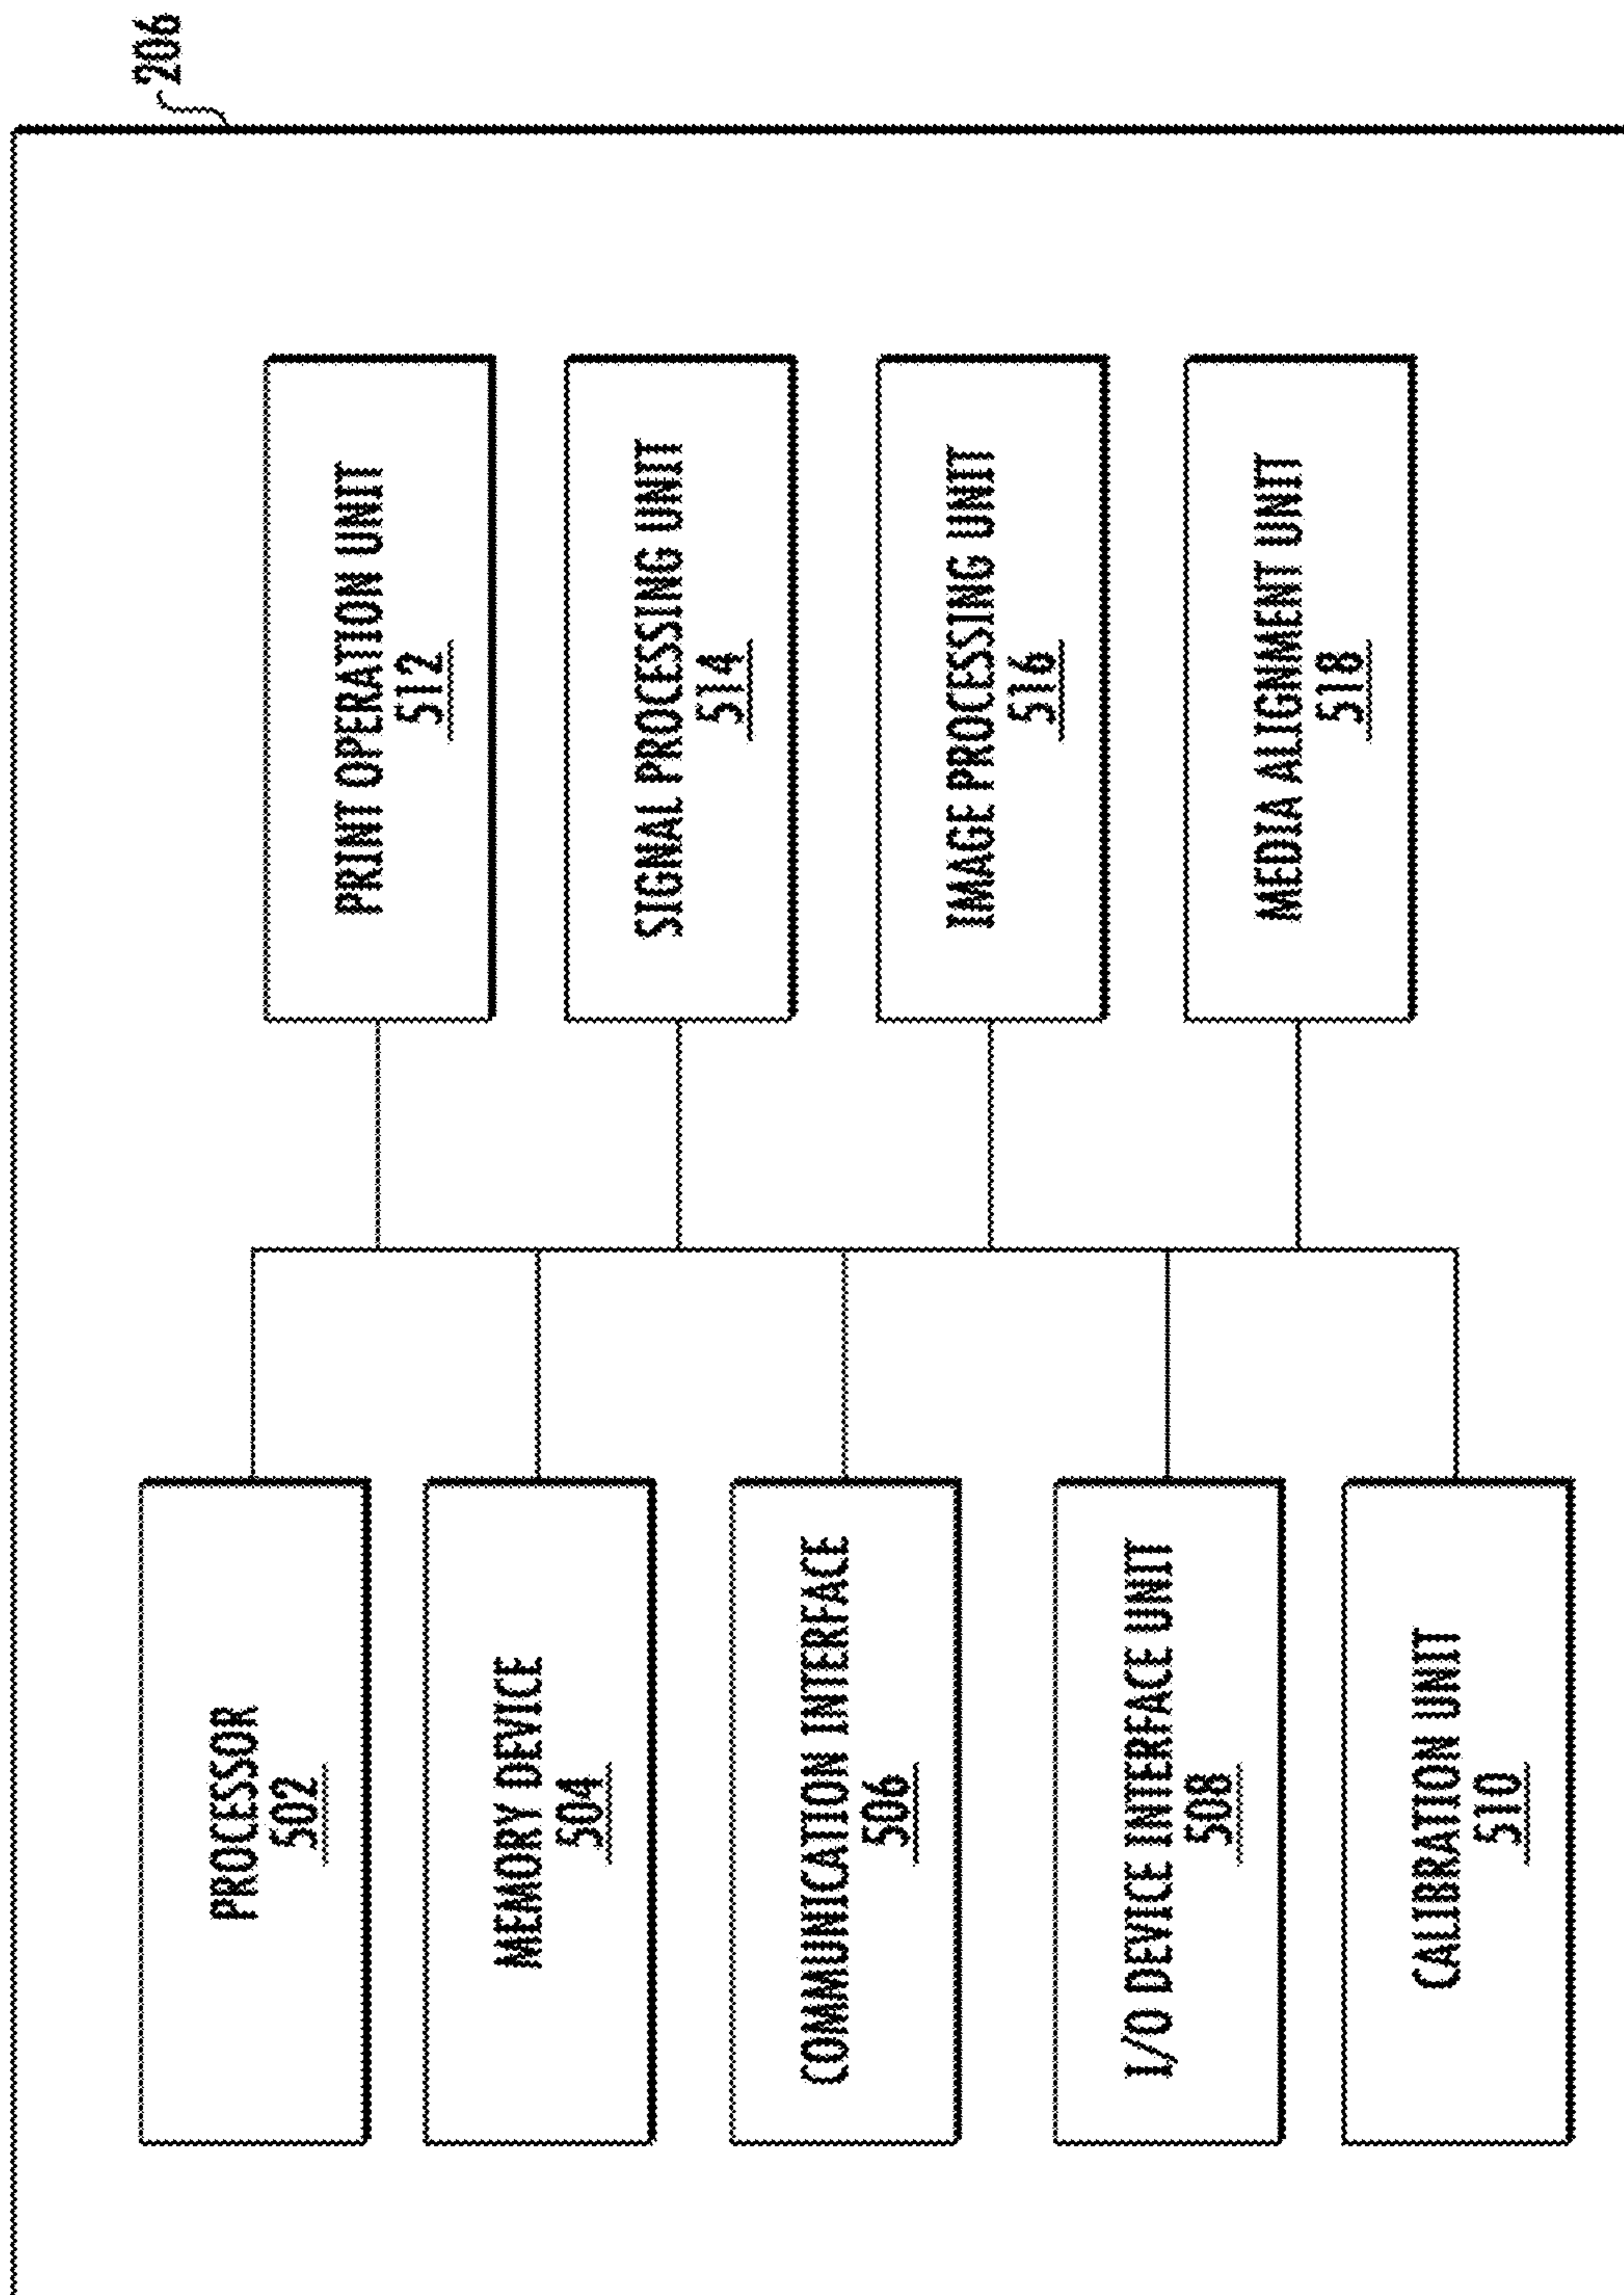 206
PROCESSOR
502
MEMORY DEVICE
504
COMMUNICATION INTERFACE
506
I/O DEVICE INTERFACE UNIT
508
CALIBRATION UNIT
510
PRINT OPERATION UNIT
512
SIGNAL PROCESSING UNIT
514
IMAGE PROCESSING UNIT
516
MEDIA ALIGNMENT UNIT
518